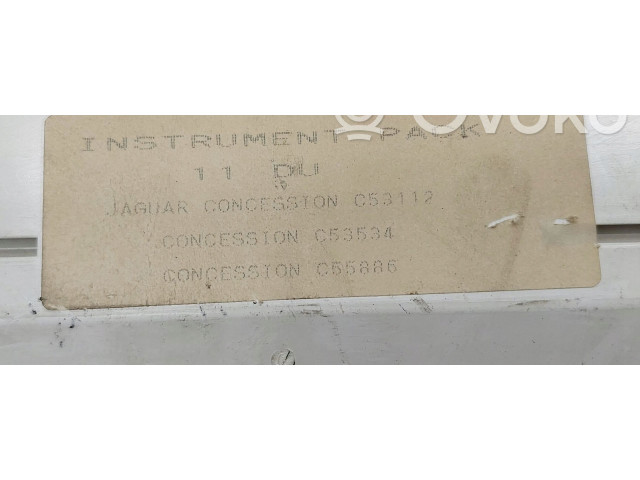 OVOKO
INSTRUMENT PACK
11 DU
JAGUAR CONCESSION C53112
CONCESSION C53534
CONCESSION C55886